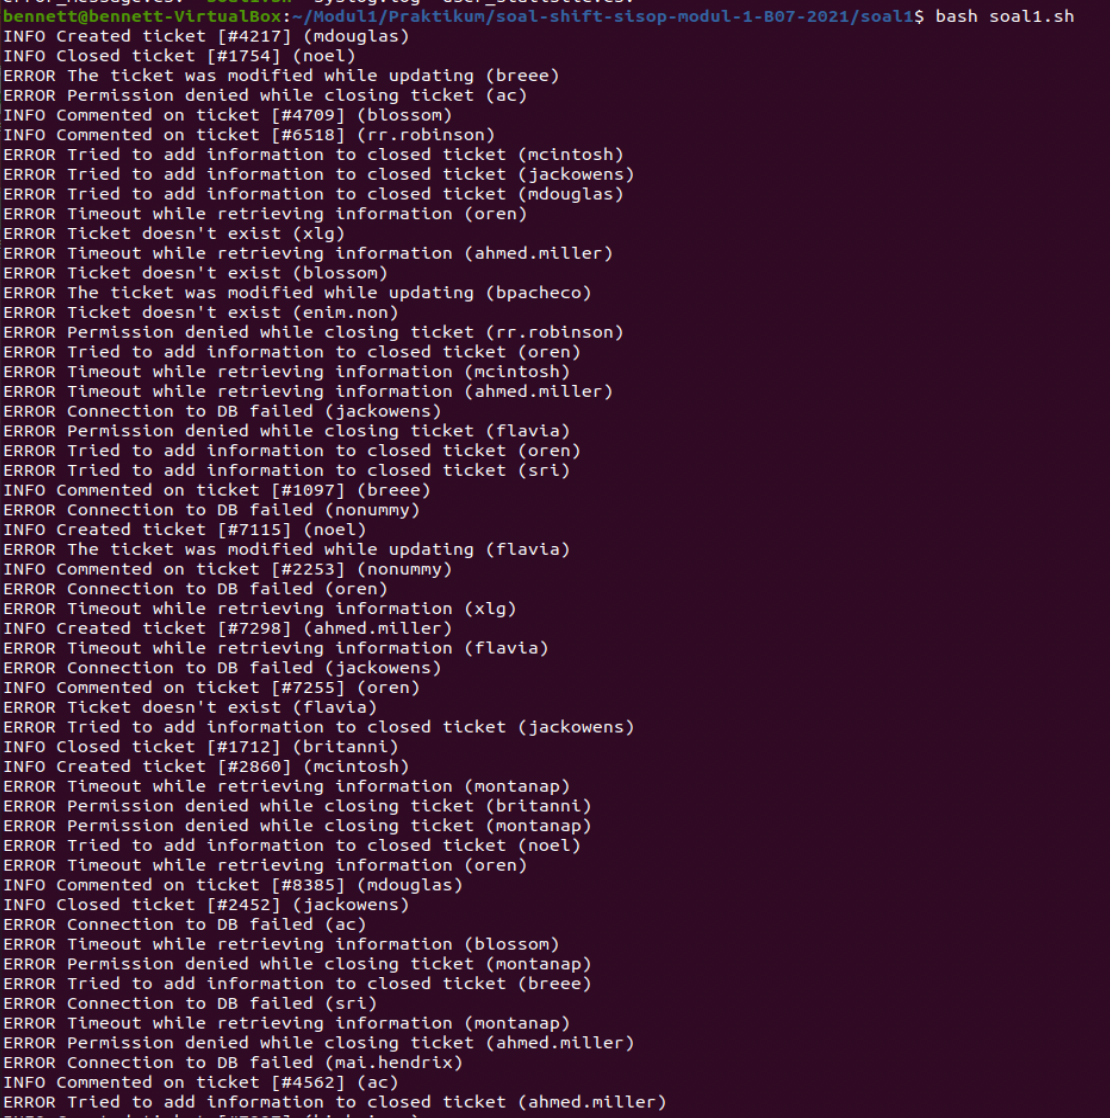 bennett@bennett-VirtualBox:~/Modul1/Praktikum/soal-shift-sisop-modul-1-B07-2021/soal1$ bash soal1.sh
INFO Created ticket [#4217] (mdouglas)
INFO Closed ticket [#1754] (noel)
ERROR The ticket was modified while updating (breee)
ERROR Permission denied while closing ticket (ac)
INFO Commented on ticket [#4709] (blossom)
INFO Commented on ticket [#6518] (rr.robinson)
ERROR Tried to add information to closed ticket (mcintosh)
ERROR Tried to add information to closed ticket (jackowens)
ERROR Tried to add information to closed ticket (mdouglas)
ERROR Timeout while retrieving information (oren)
ERROR Ticket doesn't exist (xlg)
ERROR Timeout while retrieving information (ahmed.miller)
ERROR Ticket doesn't exist (blossom)
ERROR The ticket was modified while updating (bpacheco)
ERROR Ticket doesn't exist (enim.non)
ERROR Permission denied while closing ticket (rr.robinson)
ERROR Tried to add information to closed ticket (oren)
ERROR Timeout while retrieving information (mcintosh)
ERROR Timeout while retrieving information (ahmed.miller)
ERROR Connection to DB failed (jackowens)
ERROR Permission denied while closing ticket (flavia)
ERROR Tried to add information to closed ticket (oren)
ERROR Tried to add information to closed ticket (sri)
INFO Commented on ticket [#1097] (breee)
ERROR Connection to DB failed (nonummy)
INFO Created ticket [#7115] (noel)
ERROR The ticket was modified while updating (flavia)
INFO Commented on ticket [#2253] (nonummy)
ERROR Connection to DB failed (oren)
ERROR Timeout while retrieving information (xlg)
INFO Created ticket [#7298] (ahmed.miller)
ERROR Timeout while retrieving information (flavia)
ERROR Connection to DB failed (jackowens)
INFO Commented on ticket [#7255] (oren)
ERROR Ticket doesn't exist (flavia)
ERROR Tried to add information to closed ticket (jackowens)
INFO Closed ticket [#1712] (britanni)
INFO Created ticket [#2860] (mcintosh)
ERROR Timeout while retrieving information (montanap)
ERROR Permission denied while closing ticket (britanni)
ERROR Permission denied while closing ticket (montanap)
ERROR Tried to add information to closed ticket (noel)
ERROR Timeout while retrieving information (oren)
INFO Commented on ticket [#8385] (mdouglas)
INFO Closed ticket [#2452] (jackowens)
ERROR Connection to DB failed (ac)
ERROR Timeout while retrieving information (blossom)
ERROR Permission denied while closing ticket (montanap)
ERROR Tried to add information to closed ticket (breee)
ERROR Connection to DB failed (sri)
ERROR Timeout while retrieving information (montanap)
ERROR Permission denied while closing ticket (ahmed.miller)
ERROR Connection to DB failed (mai.hendrix)
INFO Commented on ticket [#4562] (ac)
ERROR Tried to add information to closed ticket (ahmed.miller)